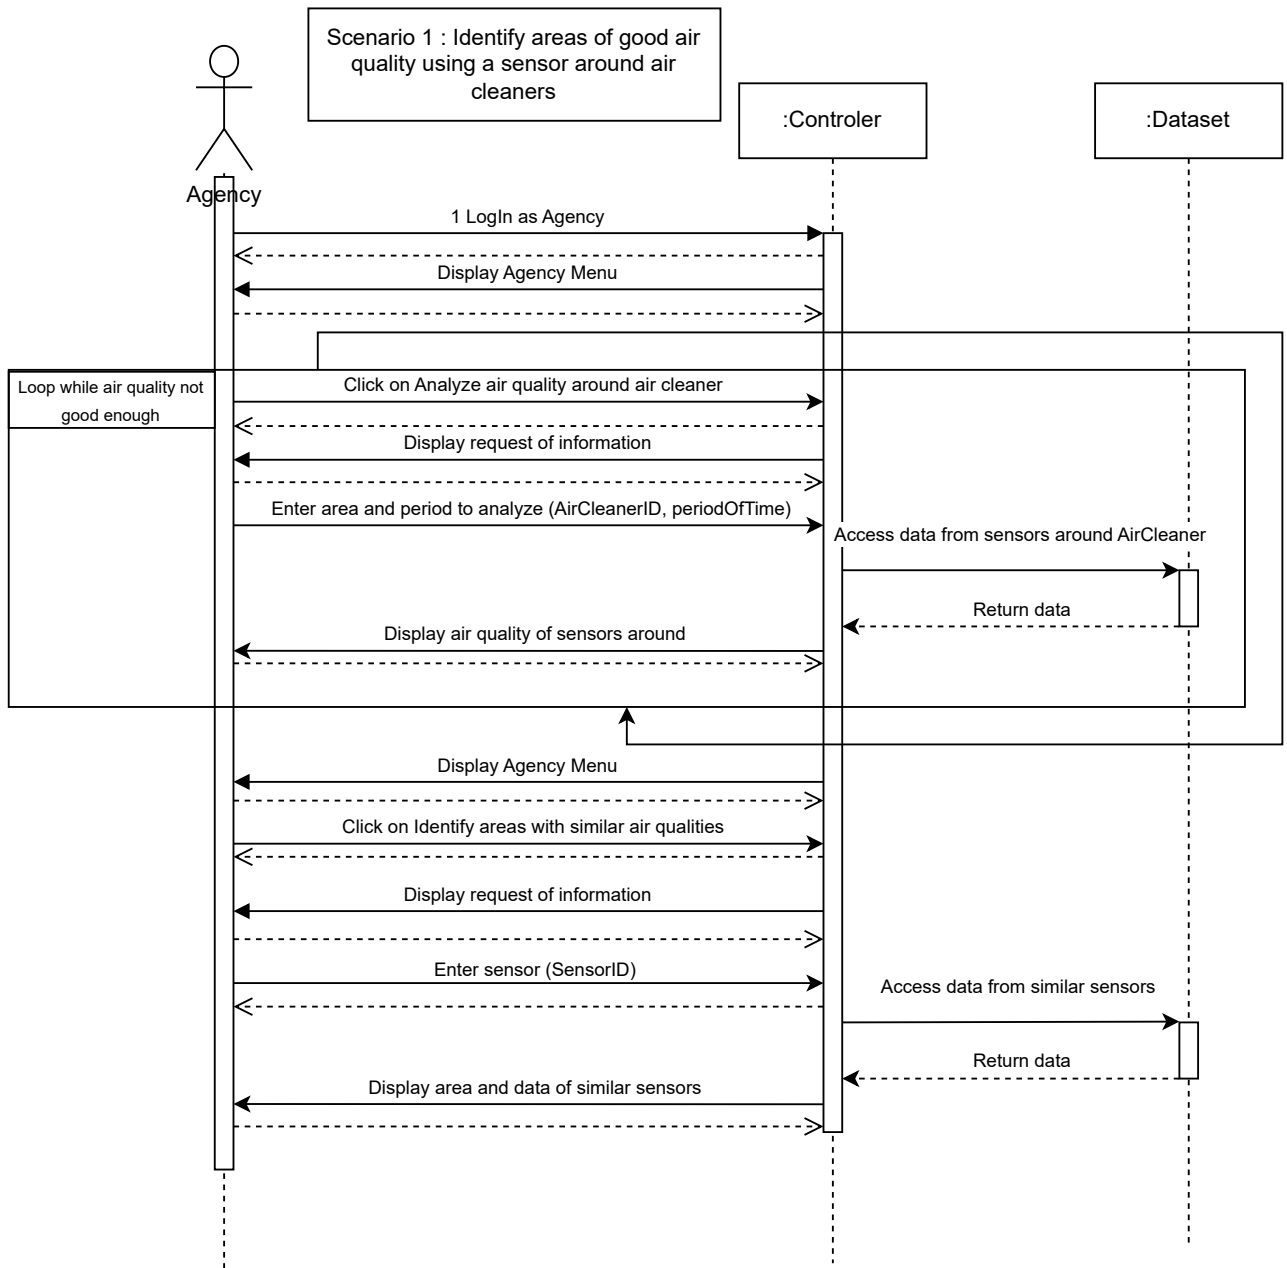 Scenario 1 : Identify areas of good air
quality using a sensor around air
cleaners
:Controler
:Dataset
Agency
1 LogIn as Agency
Display Agency Menu
Loop while air quality not
good enough
Click on Analyze air quality around air cleaner
Display request of information
Enter area and period to analyze (AirCleanerID, periodOfTime)
Access data from sensors around AirCleaner
Return data
Display air quality of sensors around
Display Agency Menu
Click on Identify areas with similar air qualities
Display request of information
Enter sensor (SensorID)
Access data from similar sensors
Return data
Display area and data of similar sensors